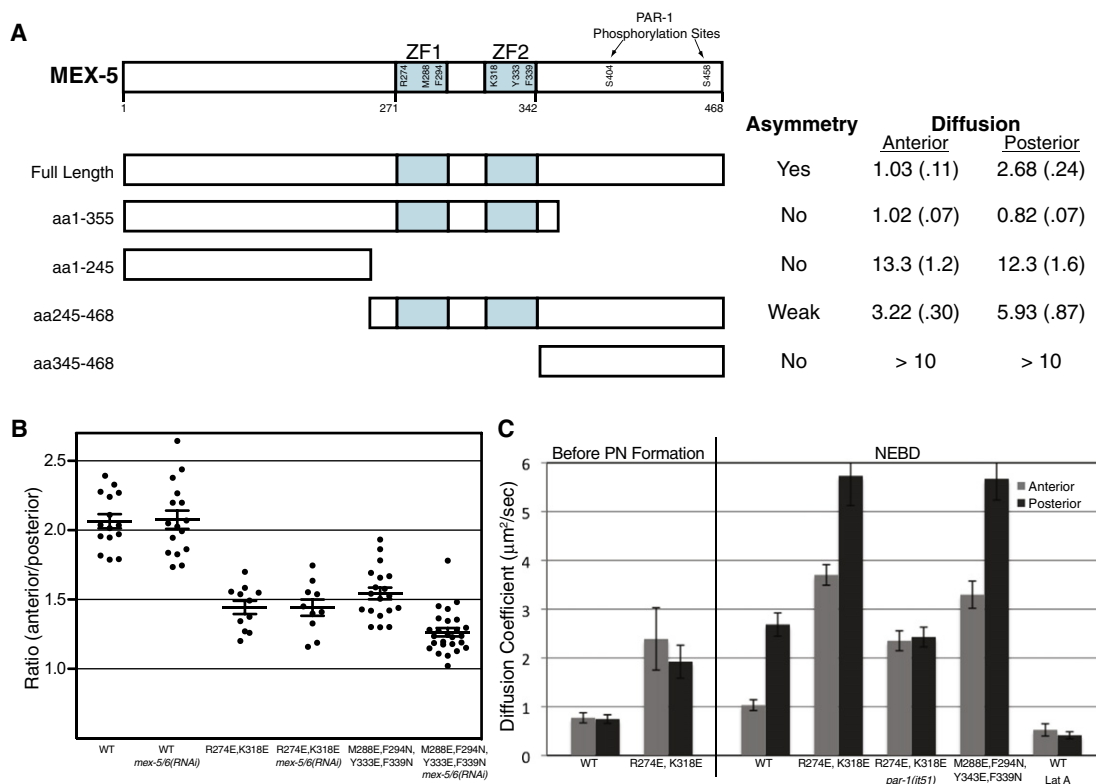 A
PAR-1
Phosphorylation Sites
ZF1 ZF2
MEX-5
R274 M288 F294 K318 Y333 F339 S404 S458
1 271 342 468
Asymmetry Diffusion
Anterior Posterior
Full Length Yes 1.03 (.11) 2.68 (.24)
aa1-355 No 1.02 (.07) 0.82 (.07)
aa1-245 No 13.3 (1.2) 12.3 (1.6)
aa245-468 Weak 3.22 (.30) 5.93 (.87)
aa345-468 No > 10 > 10
B
Ratio (anterior/posterior)
2.5
2.0
1.5
1.0
WT
WT
mex-5/6(RNAi)
R274E,K318E
R274E,K318E
mex-5/6(RNAi)
M288E,F294N,
Y333E,F339N
M288E,F294N,
Y333E,F339N
mex-5/6(RNAi)
C
Before PN Formation NEBD
Diffusion Coefficient (µm²/sec)
6
5
4
3
2
1
0
Anterior
Posterior
WT
R274E, K318E
WT
R274E, K318E
R274E, K318E
par-1(it51)
M288E,F294N,
Y343E,F339N
WT
Lat A